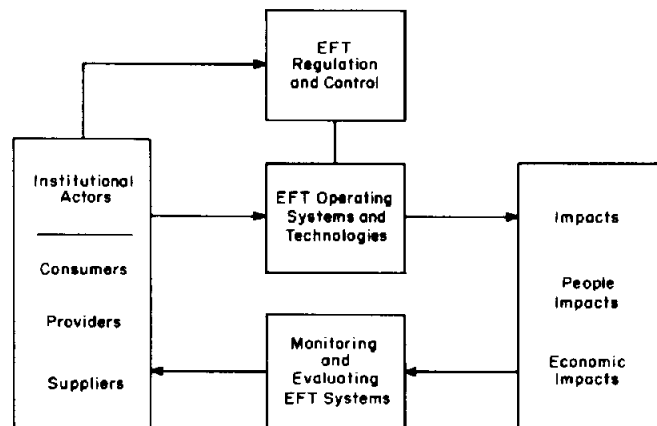 EFT
Regulation
and Control
Institutional
Actors
Consumers
Providers
Suppliers
EFT Operating
Systems and
Technologies
Monitoring
and
Evaluating
EFT Systems
Impacts
People
Impacts
Economic
Impacts